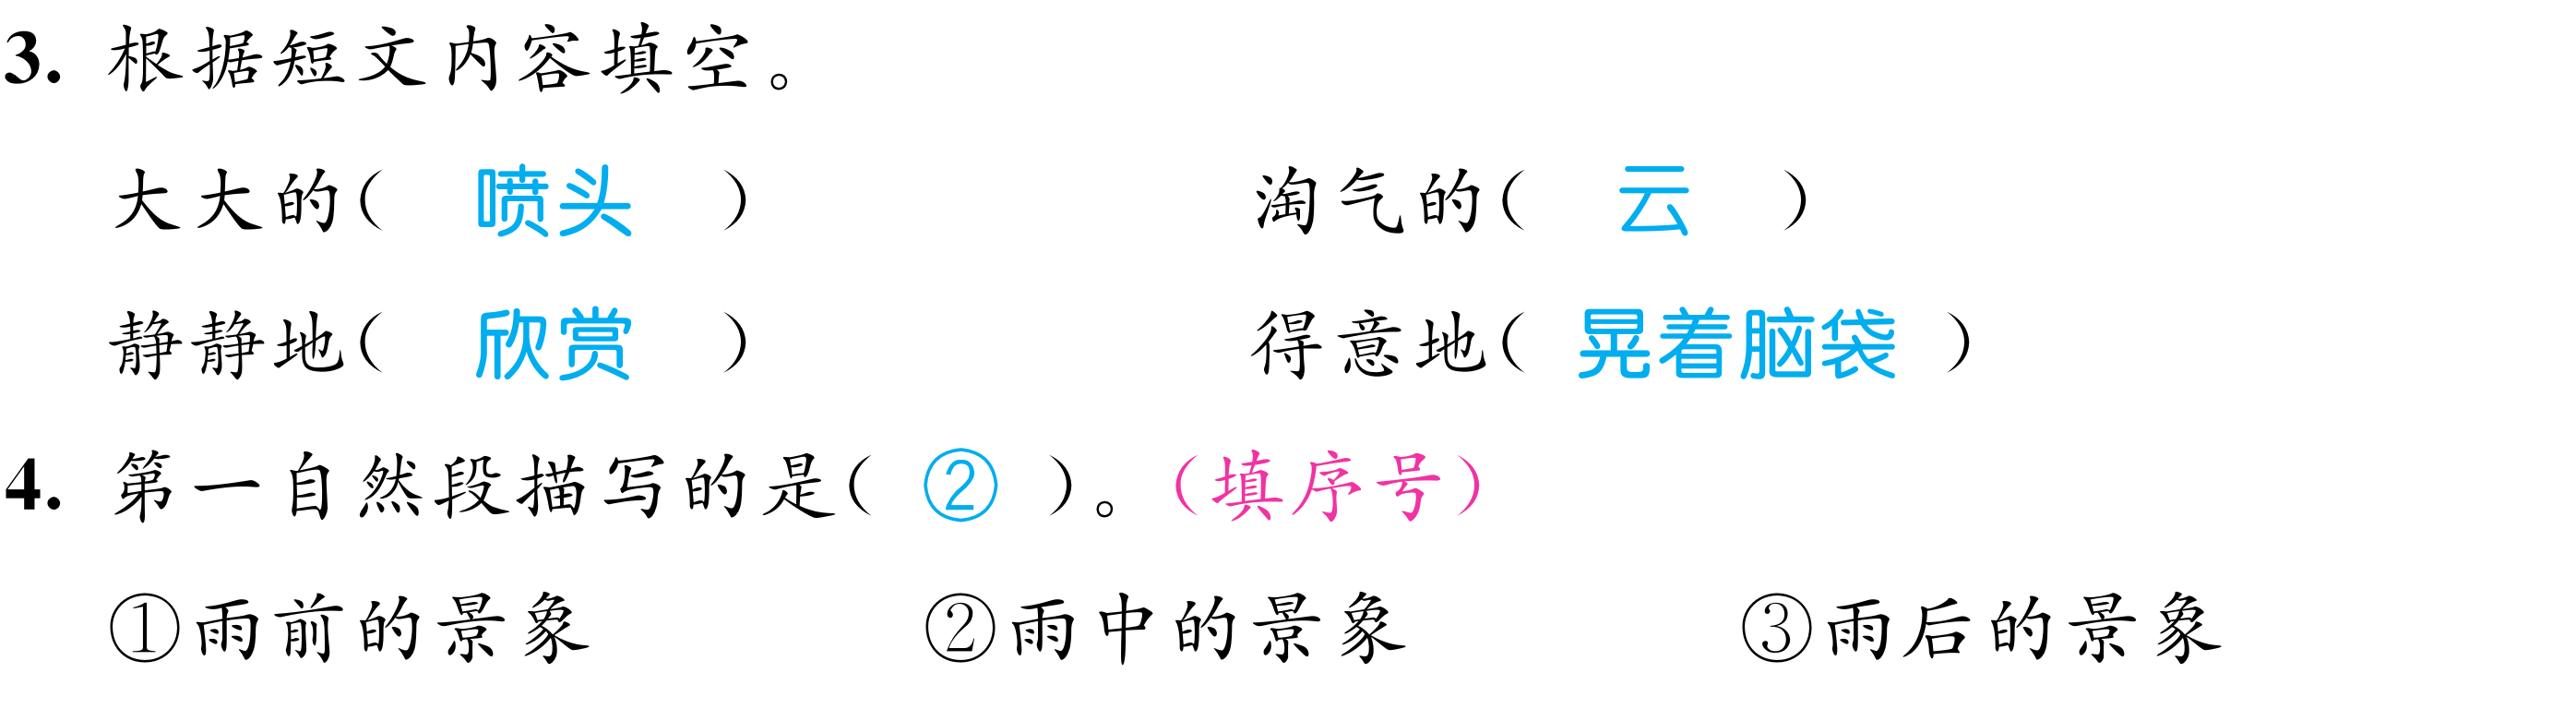 3. 根据短文内容填空。
大大的( 喷头 ) 淘气的( 云 )
静静地( 欣赏 ) 得意地( 晃着脑袋 )
4. 第一自然段描写的是( ② )。(填序号)
①雨前的景象 ②雨中的景象 ③雨后的景象